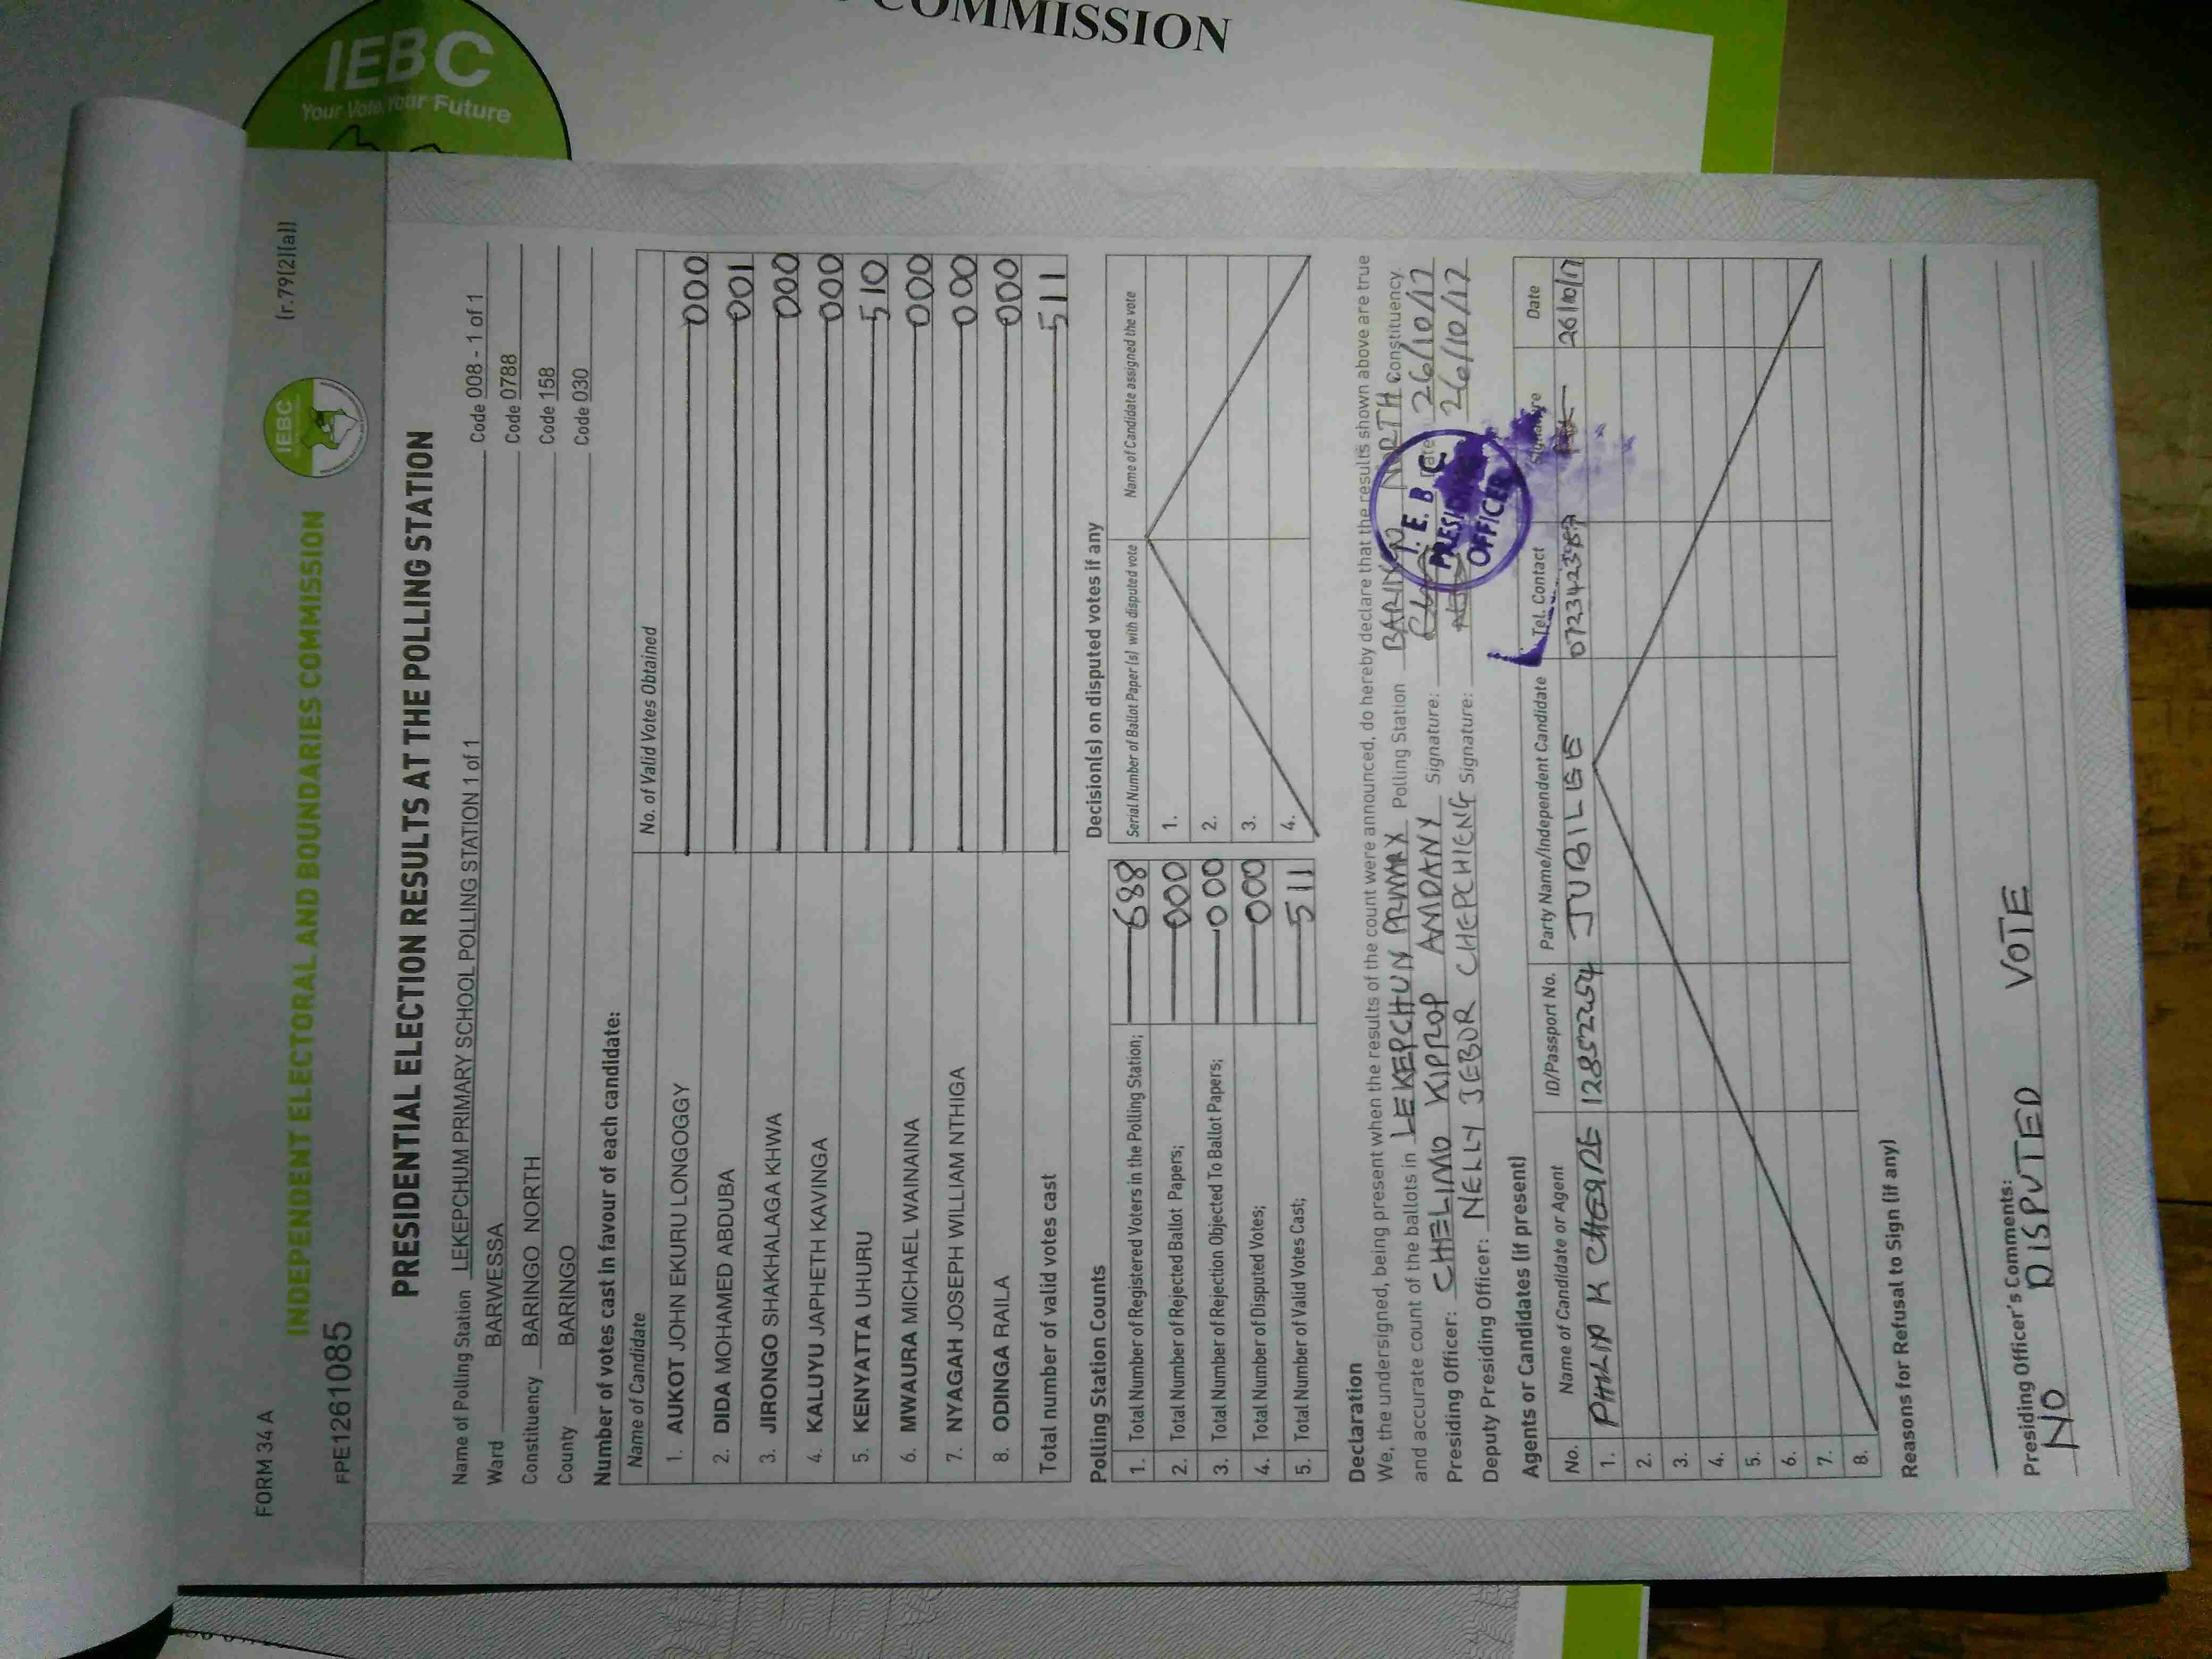 COMMISSION
IEBC
Your Vote, Your Future
FORM 34 A
(r.79(2)(a))
INDEPENDENT ELECTORAL AND BOUNDARIES COMMISSION
IEBC
FPE1261085
PRESIDENTIAL ELECTION RESULTS AT THE POLLING STATION
Name of Polling Station LEKEPCHUM PRIMARY SCHOOL POLLING STATION 1 of 1 Code 008 - 1 of 1
Ward BARWESSA Code 0788
Constituency BARINGO NORTH Code 158
County BARINGO Code 030
Number of votes cast in favour of each candidate:
Name of Candidate No. of Valid Votes Obtained
1. AUKOT JOHN EKURU LONGOGGY 000
2. DIDA MOHAMED ABDUBA 001
3. JIRONGO SHAKHALAGA KHWA 000
4. KALUYU JAPHETH KAVINGA 000
5. KENYATTA UHURU 510
6. MWAURA MICHAEL WAINAINA 000
7. NYAGAH JOSEPH WILLIAM NTHIGA 000
8. ODINGA RAILA 000
Total number of valid votes cast 511
Polling Station Counts
1. Total Number of Registered Voters in the Polling Station; 688
2. Total Number of Rejected Ballot Papers; 000
3. Total Number of Rejection Objected To Ballot Papers; 000
4. Total Number of Disputed Votes; 000
5. Total Number of Valid Votes Cast; 511
Decision(s) on disputed votes if any
Serial Number of Ballot Paper (s) with disputed vote Name of Candidate assigned the vote
1.
2.
3.
4.
Declaration
We, the undersigned, being present when the results of the count were announced, do hereby declare that the results shown above are true
and accurate count of the ballots in LEKEPCHUN PRIMARY Polling Station BARINGO NORTH Constituency.
Presiding Officer: CHELIMO KIPROP AMDANY Signature: Date: 26/10/17
Deputy Presiding Officer: NELLY JEBOR CHEPCHIENG Signature: 26/10/17
I.E.B.C
PRESIDING
OFFICER
Agents or Candidates (if present)
No. Name of Candidate or Agent ID/Passport No. Party Name/Independent Candidate Tel. Contact Signature Date
1. PHILIP K 12852254 JUBILEE 26/10/17
2.
3.
4.
5.
6.
7.
8.
Reasons for Refusal to Sign (if any)
Presiding Officer's Comments:
NO DISPUTED VOTE